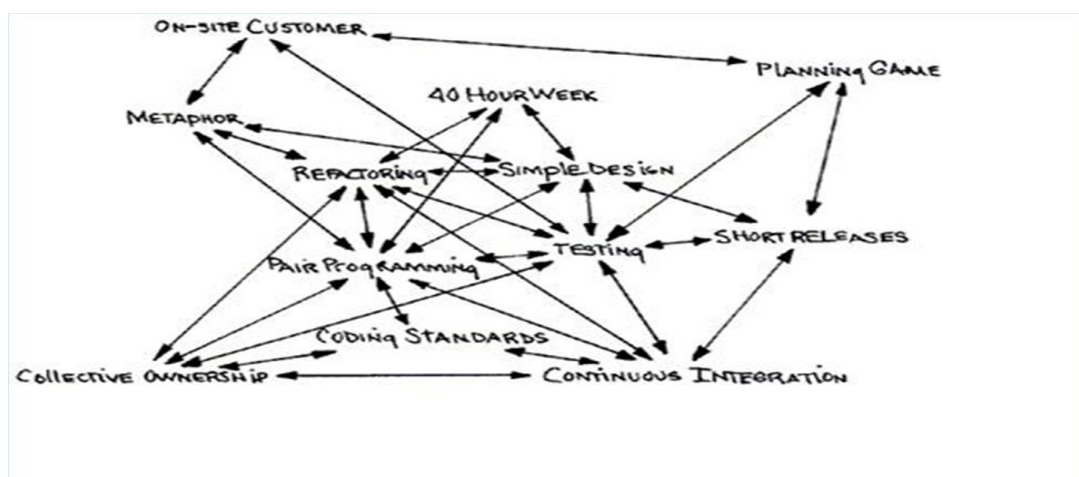 ON-SITE CUSTOMER
PLANNING GAME
40 HOUR WEEK
METAPHOR
REFACTORING
SIMPLE DESIGN
SHORT RELEASES
TESTING
PAIR PROGRAMMING
CODING STANDARDS
COLLECTIVE OWNERSHIP
CONTINUOUS INTEGRATION